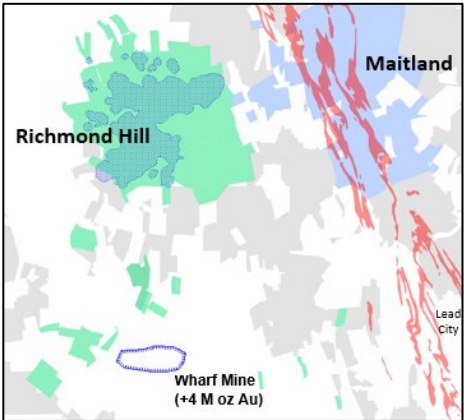 Maitland
Richmond Hill
Lead
City
Wharf Mine
(+4 M oz Au)